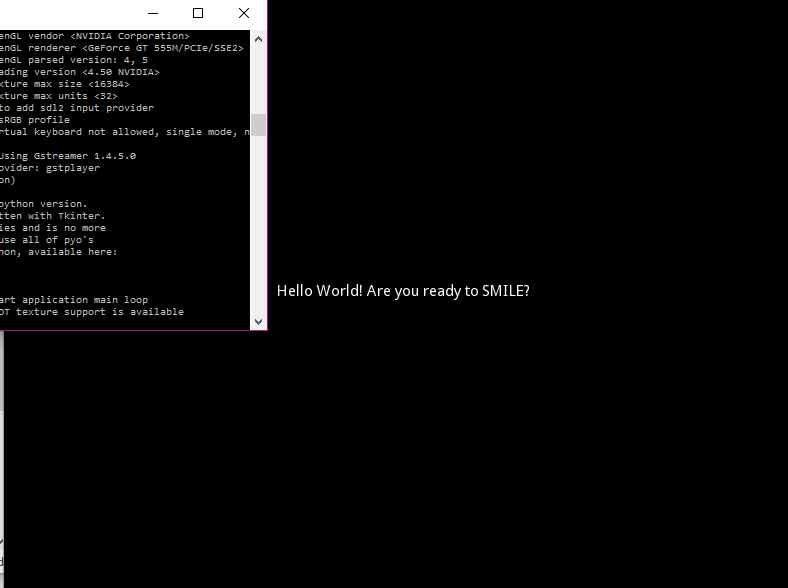 enGL vendor <NVIDIA Corporation>
enGL renderer <GeForce GT 555M/PCIe/SSE2>
enGL parsed version: 4, 5
ading version <4.50 NVIDIA>
xture max size <16384>
xture max units <32>
to add sdl2 input provider
sRGB profile
rtual keyboard not allowed, single mode, n
Using Gstreamer 1.4.5.0
ovider: gstplayer
on)
python version.
tten with Tkinter.
ies and is no more
use all of pyo's
mon, available here:
art application main loop
OT texture support is available
Hello World! Are you ready to SMILE?